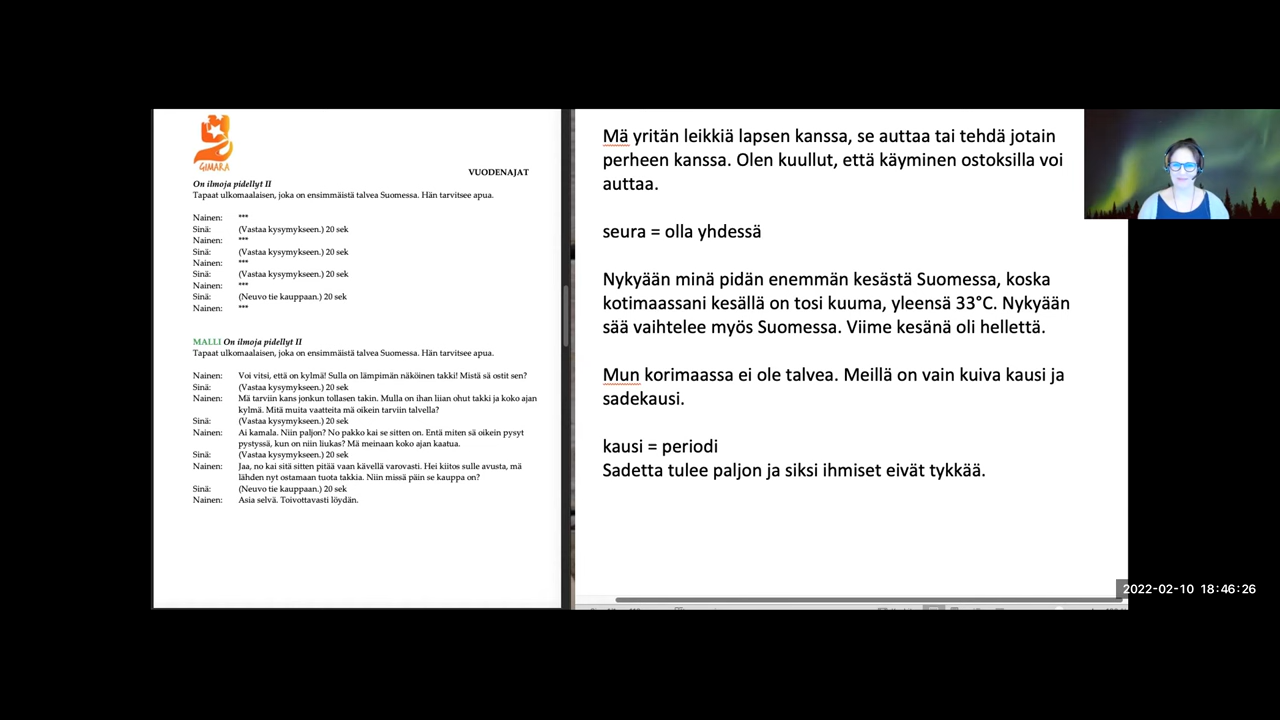 GIMARA
VUODENAJAT
On ilmoja pidellyt II
Tapaat ulkomaalaisen, joka on ensimmäistä talvea Suomessa. Hän tarvitsee apua.
Nainen: ***
Sinä: (Vastaa kysymykseen.) 20 sek
Nainen: ***
Sinä: (Vastaa kysymykseen.) 20 sek
Nainen: ***
Sinä: (Vastaa kysymykseen.) 20 sek
Nainen: ***
Sinä: (Neuvo tie kauppaan.) 20 sek
Nainen: ***
MALLI On ilmoja pidellyt II
Tapaat ulkomaalaisen, joka on ensimmäistä talvea Suomessa. Hän tarvitsee apua.
Nainen: Voi vitsi, että on kylmä! Sulla on lämpimän näköinen takki! Mistä sä ostit sen?
Sinä: (Vastaa kysymykseen.) 20 sek
Nainen: Mä tarviin kans jonkun tollasen takin. Mulla on ihan liian ohut takki ja koko ajan
kylmä. Mitä muita vaatteita mä oikein tarviin talvella?
Sinä: (Vastaa kysymykseen.) 20 sek
Nainen: Ai kamala. Niin paljon? No pakko kai se sitten on. Entä miten sä oikein pysyt
pystyssä, kun on niin liukas? Mä meinaan koko ajan kaatua.
Sinä: (Vastaa kysymykseen.) 20 sek
Nainen: Jaa, no kai sitä sitten pitää vaan kävellä varovasti. Hei kiitos sulle avusta, mä
lähden nyt ostamaan tuota takkia. Niin missä päin se kauppa on?
Sinä: (Neuvo tie kauppaan.) 20 sek
Nainen: Asia selvä. Toivottavasti löydän.
Mä yritän leikkiä lapsen kanssa, se auttaa tai tehdä jotain
perheen kanssa. Olen kuullut, että käyminen ostoksilla voi
auttaa.
seura = olla yhdessä
Nykyään minä pidän enemmän kesästä Suomessa, koska
kotimaassani kesällä on tosi kuuma, yleensä 33°C. Nykyään
sää vaihtelee myös Suomessa. Viime kesänä oli hellettä.
Mun korimaassa ei ole talvea. Meillä on vain kuiva kausi ja
sadekausi.
kausi = periodi
Sadetta tulee paljon ja siksi ihmiset eivät tykkää.
2022-02-10 18:46:26